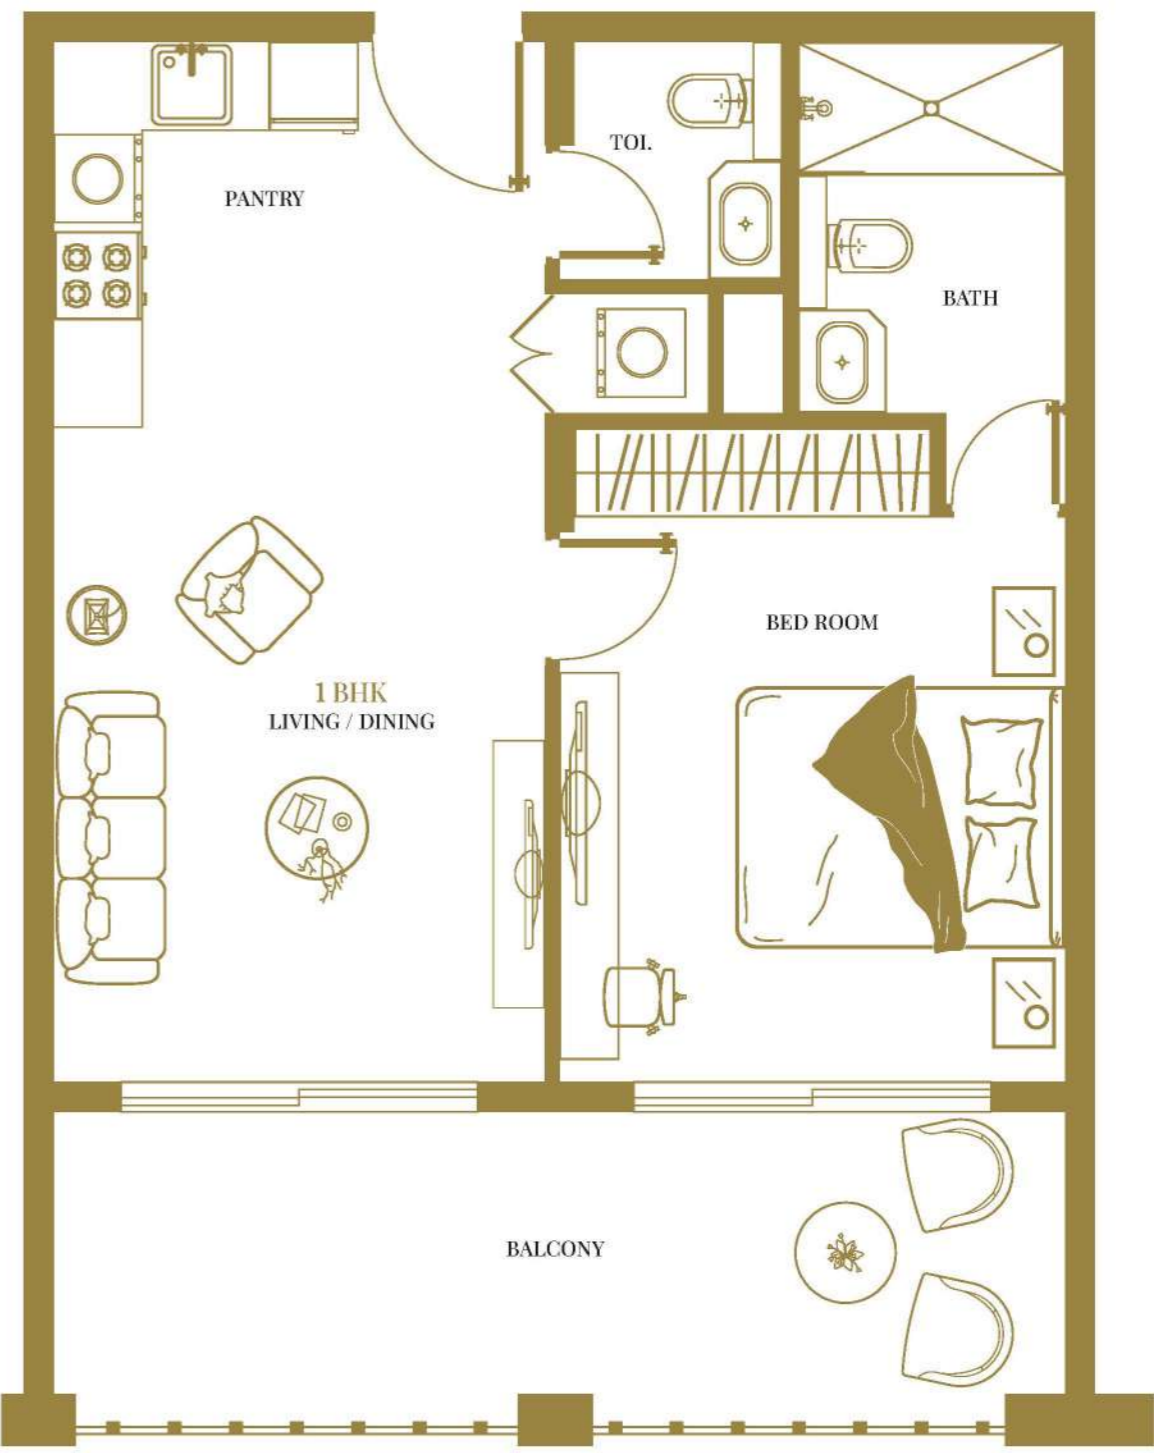 TOI.
PANTRY
BATH
BED ROOM
1 BHK
LIVING / DINING
BALCONY